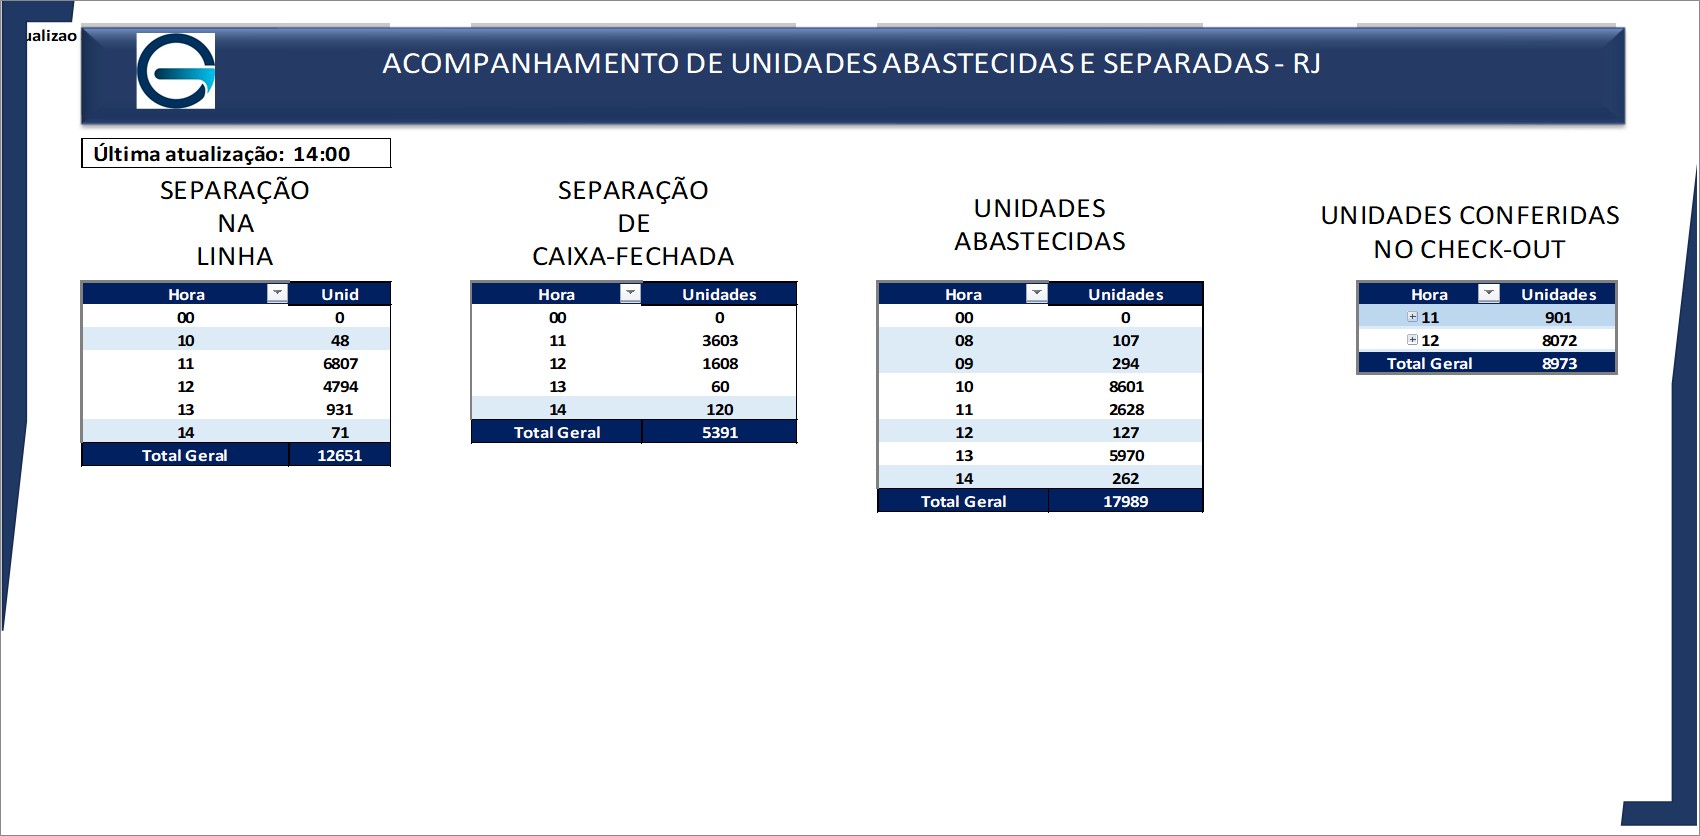 ualizao
ACOMPANHAMENTO DE UNIDADES ABASTECIDAS E SEPARADAS - RJ
Última atualização: 14:00
SEPARAÇÃO
NA
LINHA
Hora Unid
00 0
10 48
11 6807
12 4794
13 931
14 71
Total Geral 12651
SEPARAÇÃO
DE
CAIXA-FECHADA
Hora Unidades
00 0
11 3603
12 1608
13 60
14 120
Total Geral 5391
UNIDADES
ABASTECIDAS
Hora Unidades
00 0
08 107
09 294
10 8601
11 2628
12 127
13 5970
14 262
Total Geral 17989
UNIDADES CONFERIDAS
NO CHECK-OUT
Hora Unidades
11 901
12 8072
Total Geral 8973